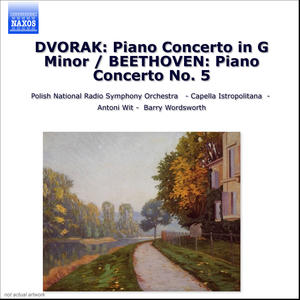 NAXOS
DVORAK: Piano Concerto in G
Minor / BEETHOVEN: Piano
Concerto No. 5
Polish National Radio Symphony Orchestra - Capella Istropolitana -
Antoni Wit - Barry Wordsworth
not actual artwork